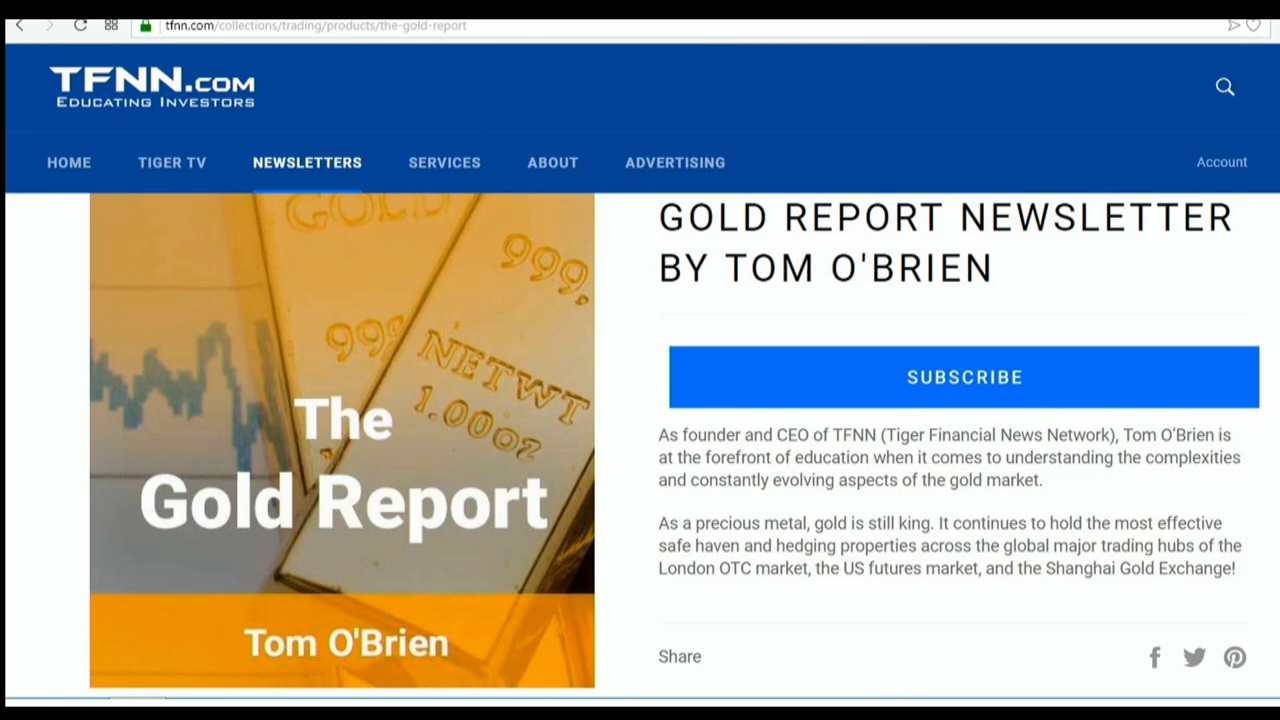 tfnn.com/collections/trading/products/the-gold-report
TFNN.COM
EDUCATING INVESTORS
HOME TIGER TV NEWSLETTERS SERVICES ABOUT ADVERTISING Account
GOLD
999.
999
NETWT
1.00oz
The
Gold Report
Tom O'Brien
GOLD REPORT NEWSLETTER
BY TOM O'BRIEN
SUBSCRIBE
As founder and CEO of TFNN (Tiger Financial News Network), Tom O’Brien is
at the forefront of education when it comes to understanding the complexities
and constantly evolving aspects of the gold market.
As a precious metal, gold is still king. It continues to hold the most effective
safe haven and hedging properties across the global major trading hubs of the
London OTC market, the US futures market, and the Shanghai Gold Exchange!
Share